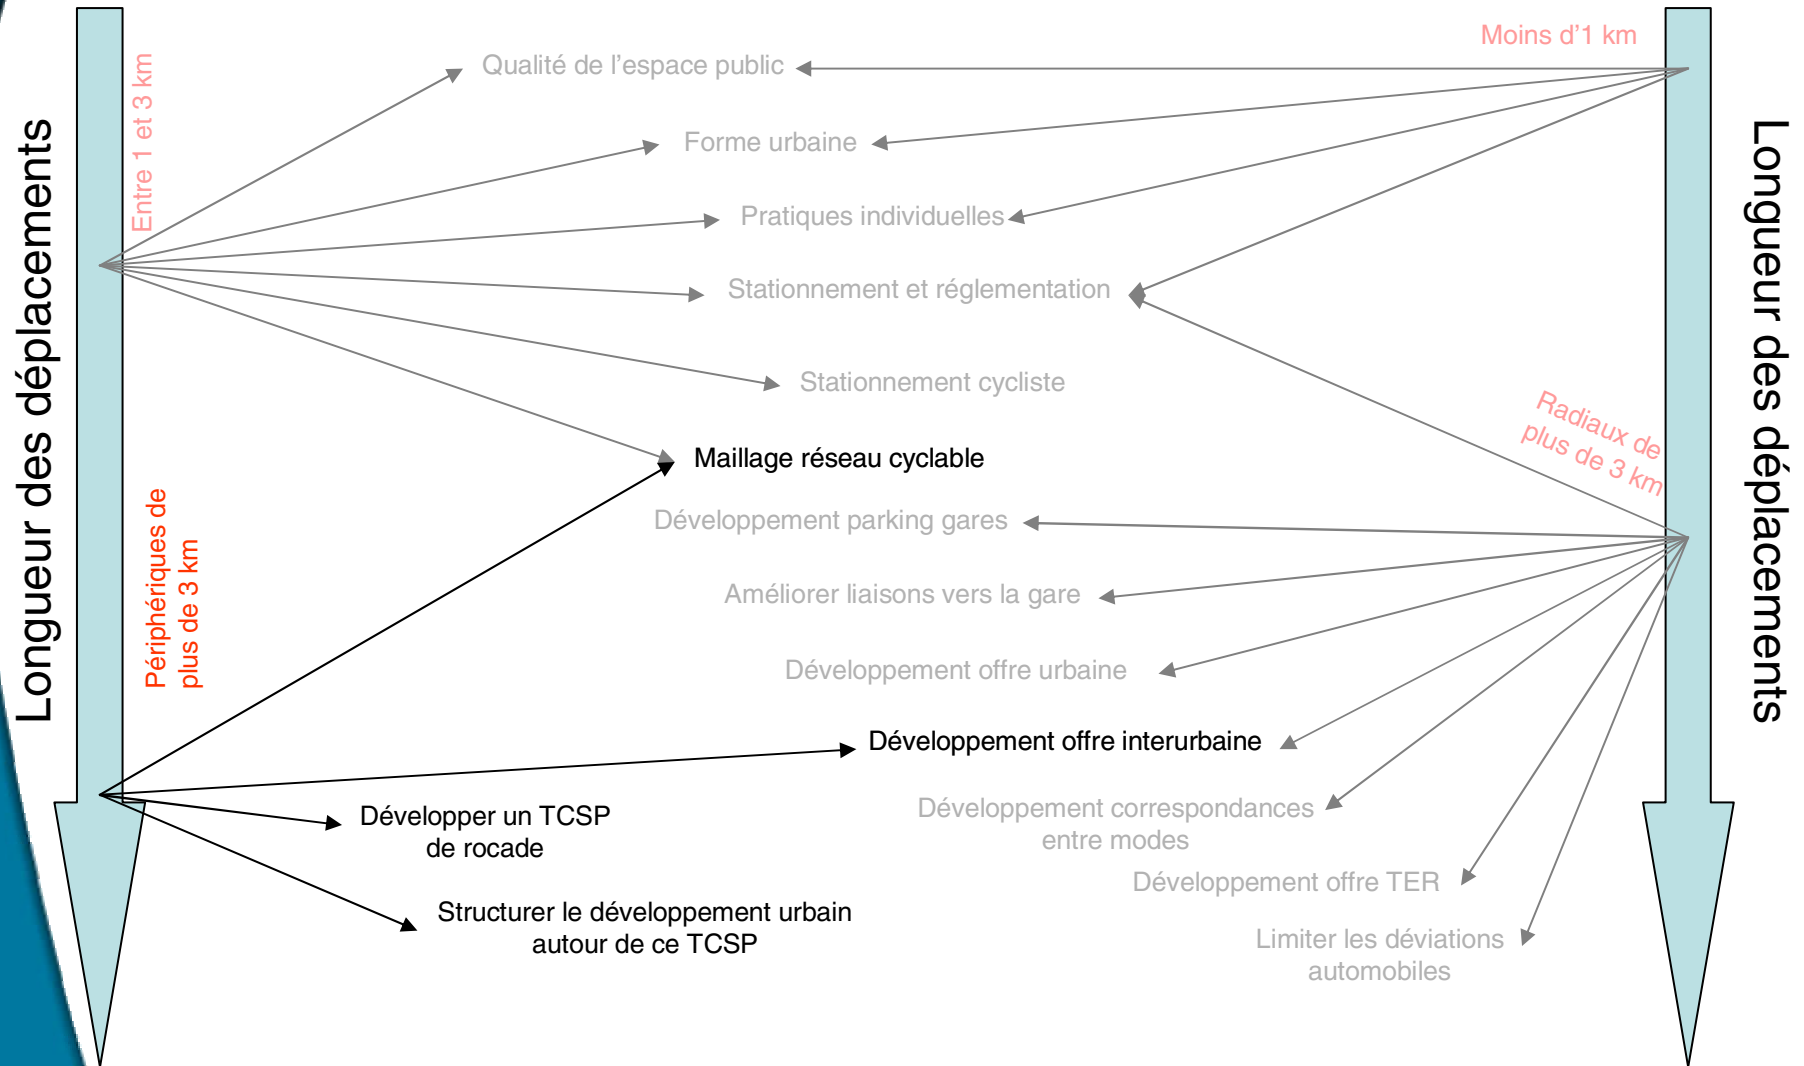 Longueur des déplacements
Entre 1 et 3 km
Périphériques de
plus de 3 km
Qualité de l'espace public
Forme urbaine
Pratiques individuelles
Stationnement et réglementation
Stationnement cycliste
Maillage réseau cyclable
Développement parking gares
Améliorer liaisons vers la gare
Développement offre urbaine
Développement offre interurbaine
Développer un TCSP
de rocade
Développement correspondances
entre modes
Développement offre TER
Structurer le développement urbain
autour de ce TCSP
Limiter les déviations
automobiles
Moins d'1 km
Radiaux de
plus de 3 km
Longueur des déplacements